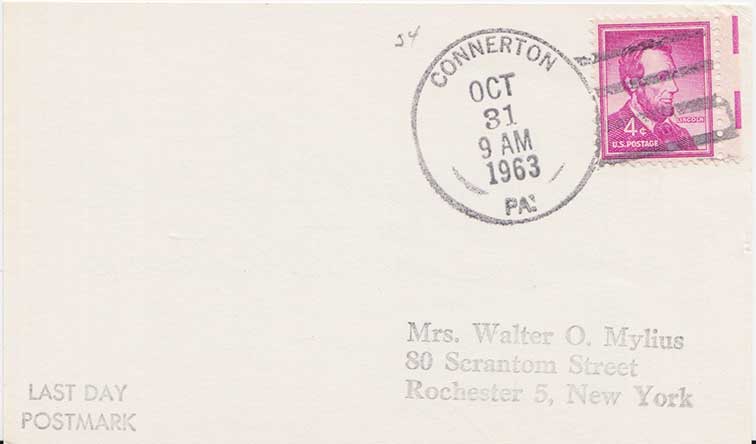 54
CONNERTON
OCT
31
9 AM
1963
PA.
LINCOLN
4¢
U.S. POSTAGE
Mrs. Walter O. Mylius
80 Scrantom Street
Rochester 5, New York
LAST DAY
POSTMARK